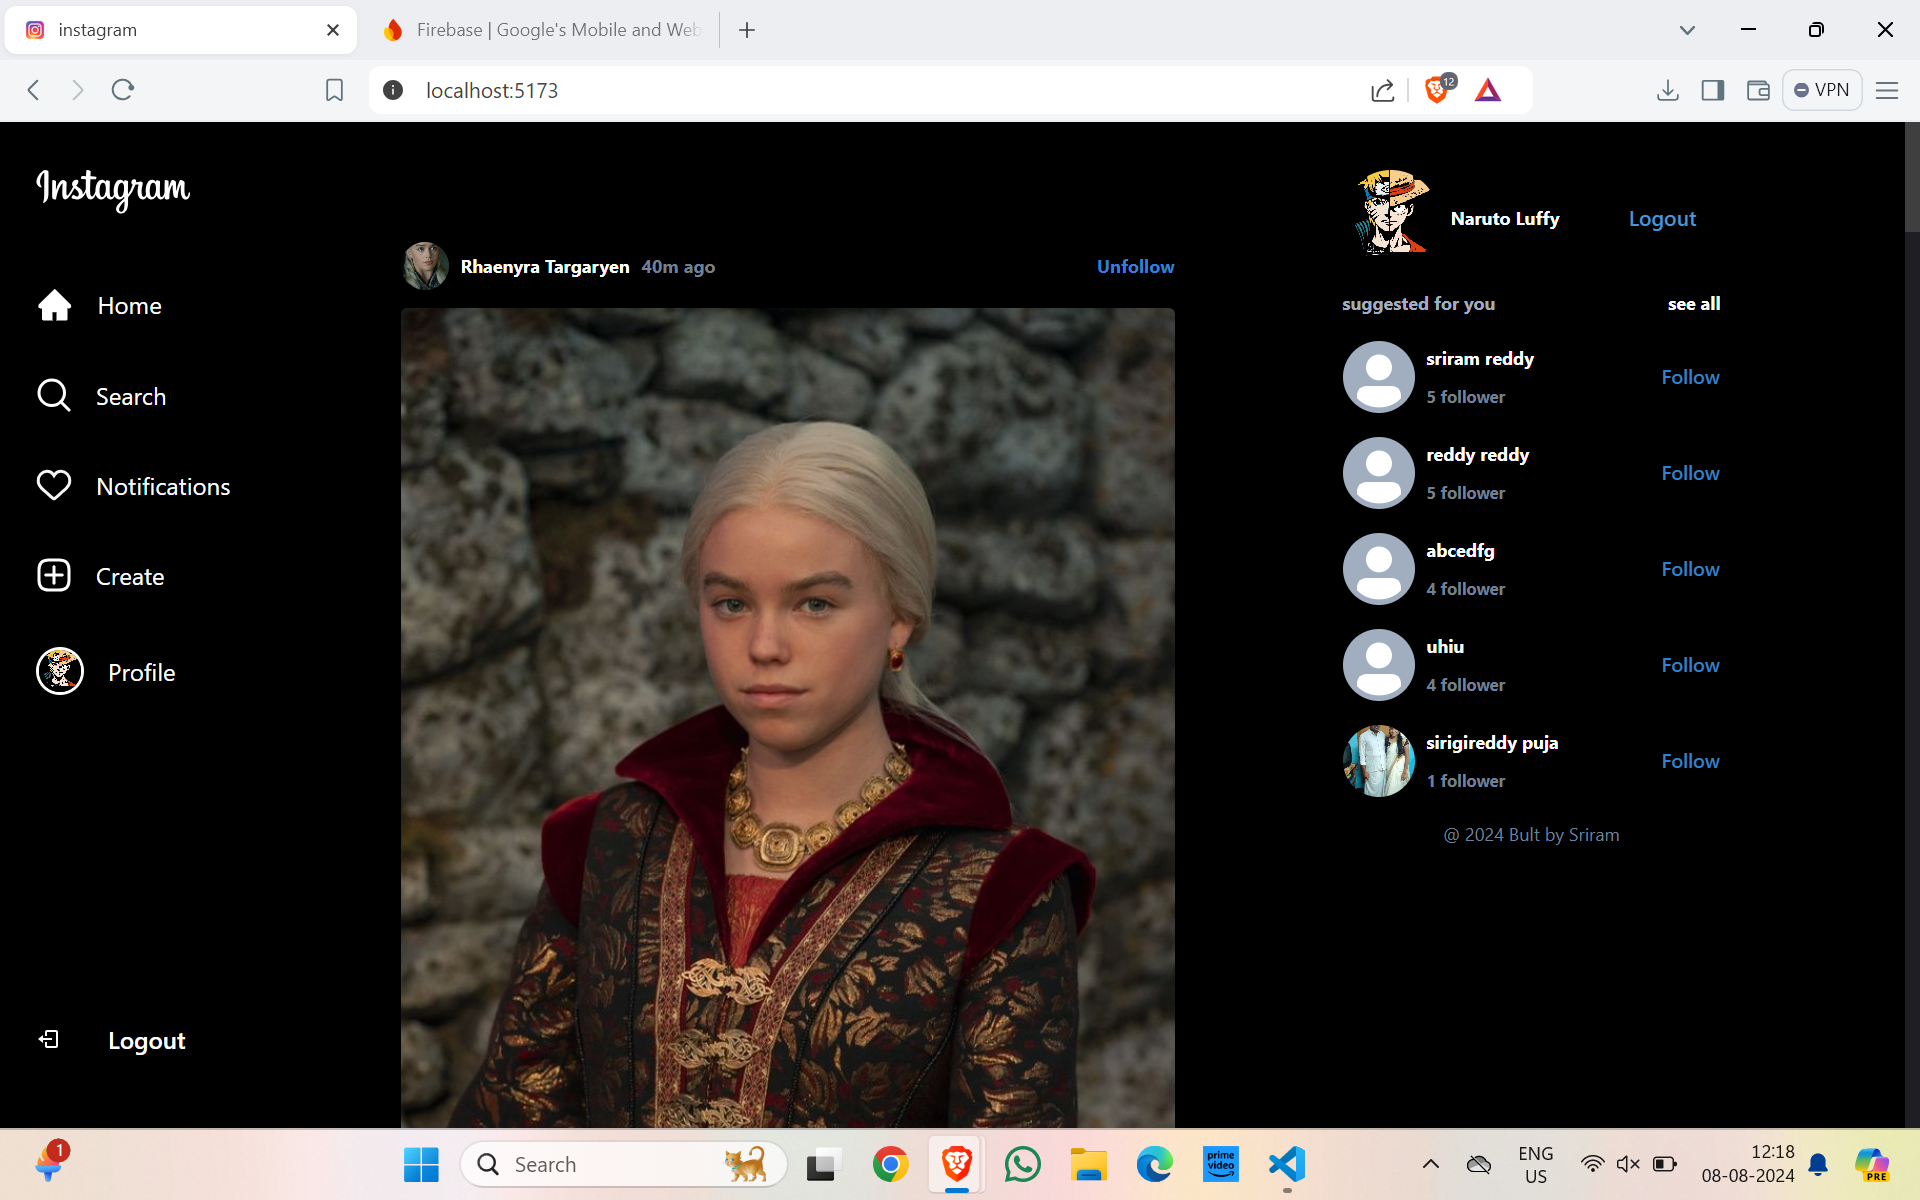 instagram
Firebase | Google's Mobile and Web
localhost:5173
12
VPN
Instagram
Home
Search
Notifications
Create
Profile
Logout
Rhaenyra Targaryen 40m ago Unfollow
Naruto Luffy Logout
suggested for you see all
sriram reddy
5 follower
Follow
reddy reddy
5 follower
Follow
abcedfg
4 follower
Follow
uhiu
4 follower
Follow
sirigireddy puja
1 follower
Follow
@ 2024 Bult by Sriram
1
Search
prime
video
ENG
US
12:18
08-08-2024
PRE